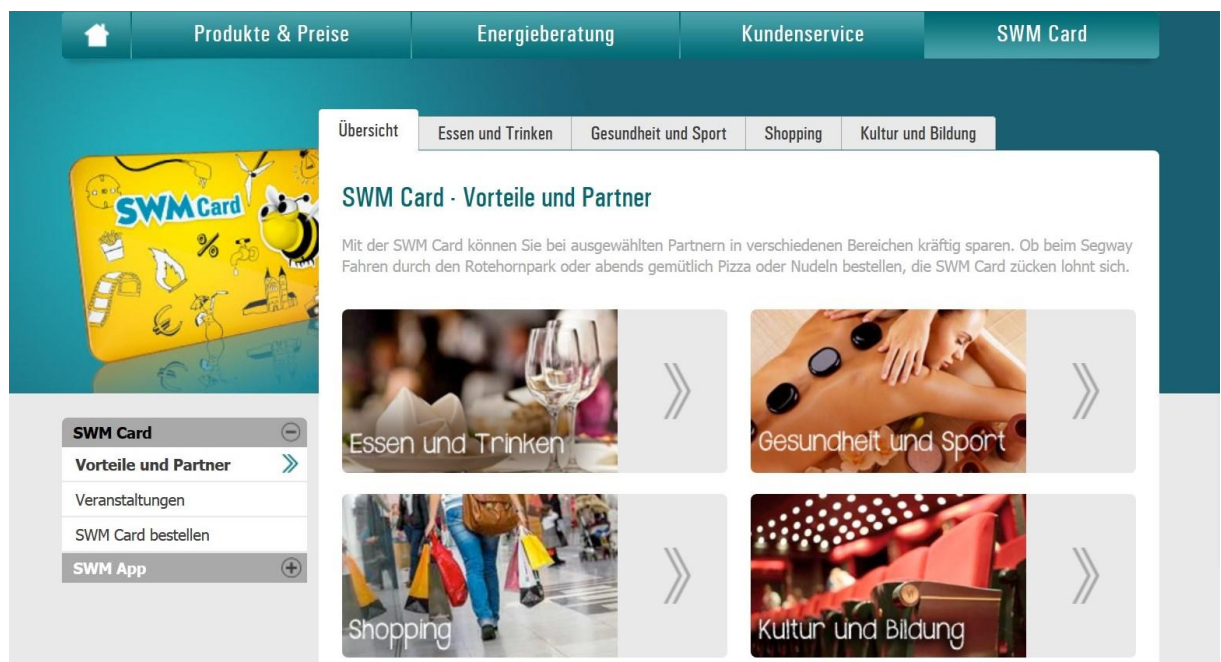 Produkte & Preise
Energieberatung
Kundenservice
SWM Card
Übersicht
Essen und Trinken
Gesundheit und Sport
Shopping
Kultur und Bildung
SWM Card
SWM Card - Vorteile und Partner
Mit der SWM Card können Sie bei ausgewählten Partnern in verschiedenen Bereichen kräftig sparen. Ob beim Segway
Fahren durch den Rotehornpark oder abends gemütlich Pizza oder Nudeln bestellen, die SWM Card zücken lohnt sich.
Essen und Trinken
Gesundheit und Sport
SWM Card
Vorteile und Partner
Veranstaltungen
SWM Card bestellen
SWM App
Shopping
Kultur und Bildung